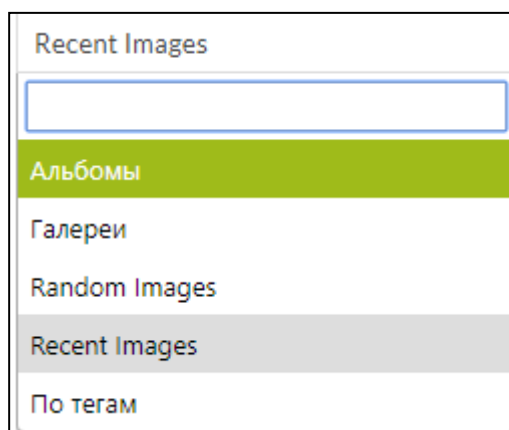 Recent Images
Альбомы
Галереи
Random Images
Recent Images
По тегам